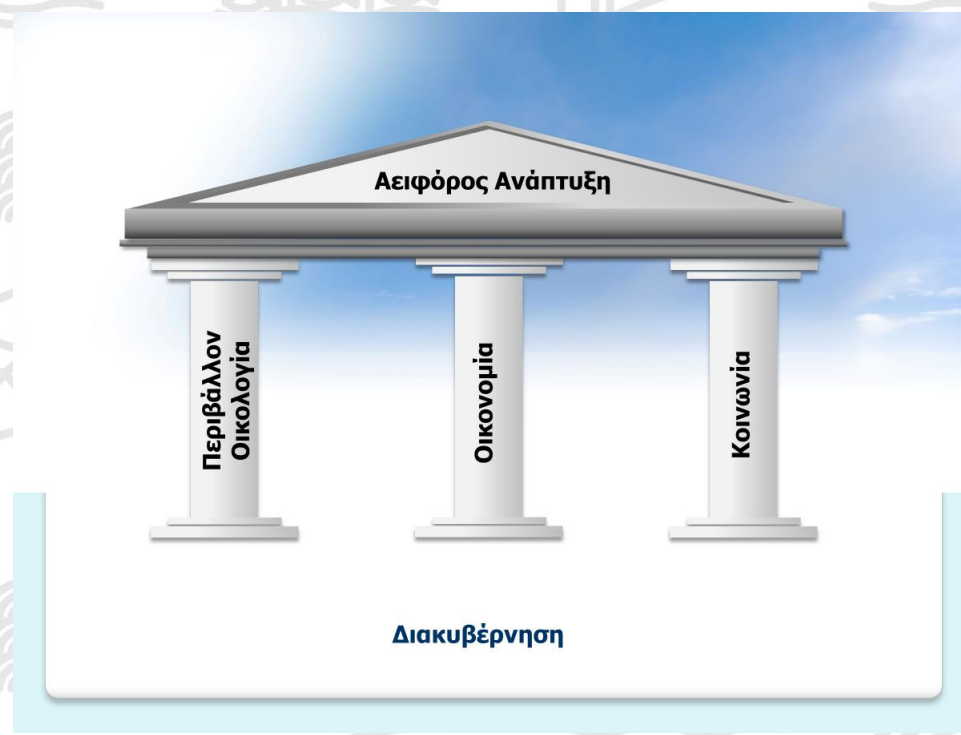 Αειφόρος Ανάπτυξη
Περιβάλλον
Οικολογία
Οικονομία
Κοινωνία
Διακυβέρνηση